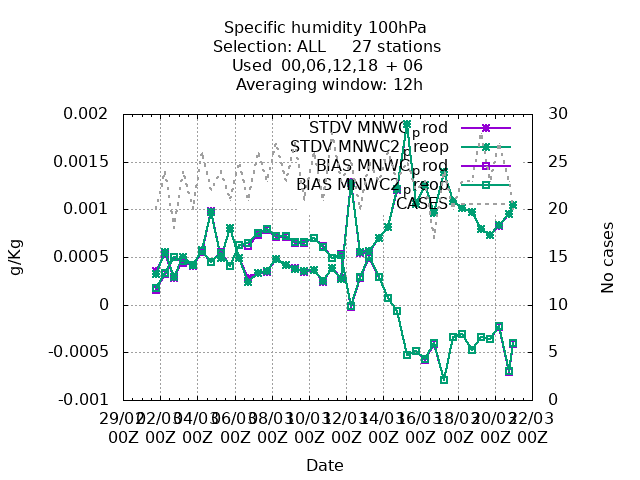 Specific humidity 100hPa
Selection: ALL 27 stations
Used 00,06,12,18 + 06
Averaging window: 12h
STDV MNWC_prod
STDV MNWC2_preop
BIAS MNWC_prod
BIAS MNWC2_preop
CASES
0.002
0.0015
0.001
0.0005
0
-0.0005
-0.001
g/Kg
30
25
20
15
10
5
0
No cases
29/02 02/03 04/03 06/03 08/03 10/03 12/03 14/03 16/03 18/03 20/03 22/03
00Z 00Z 00Z 00Z 00Z 00Z 00Z 00Z 00Z 00Z 00Z 00Z
Date